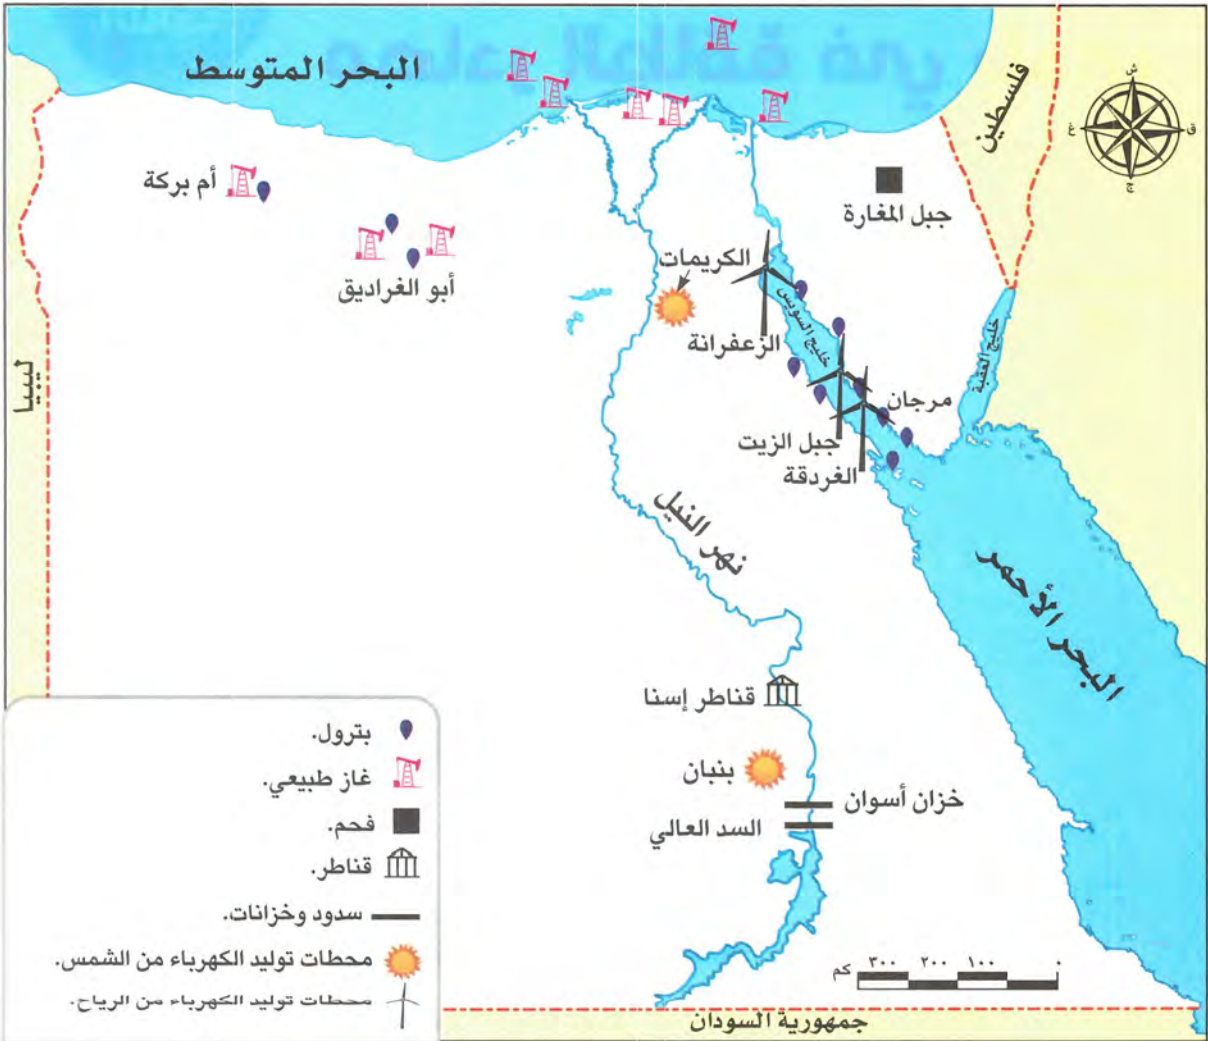 البحر المتوسط
فلسطين
ش
ق
غ
ج
أم بركة
جبل المغارة
أبو الغراديق
الكريمات
خليج السويس
الزعفرانة
خليج العقبة
ليبيا
مرجان
جبل الزيت
الغردقة
نهر النيل
البحر الأحمر
قناطر إسنا
بنبان
خزان أسوان
السد العالي
بترول.
غاز طبيعي.
فحم.
قناطر.
سدود وخزانات.
محطات توليد الكهرباء من الشمس.
محطات توليد الكهرباء من الرياح.
٠ ١٠٠ ٢٠٠ ٣٠٠ كم
جمهورية السودان